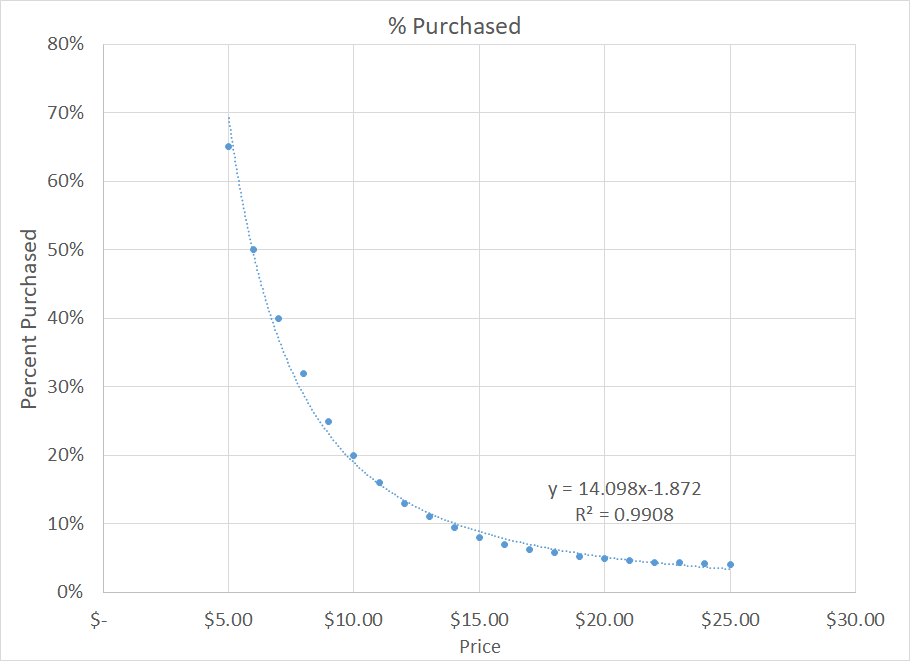 % Purchased
80%
70%
60%
50%
40%
30%
20%
10%
0%
Percent Purchased
y = 14.098x-1.872
R² = 0.9908
$- $5.00 $10.00 $15.00 $20.00 $25.00 $30.00
Price